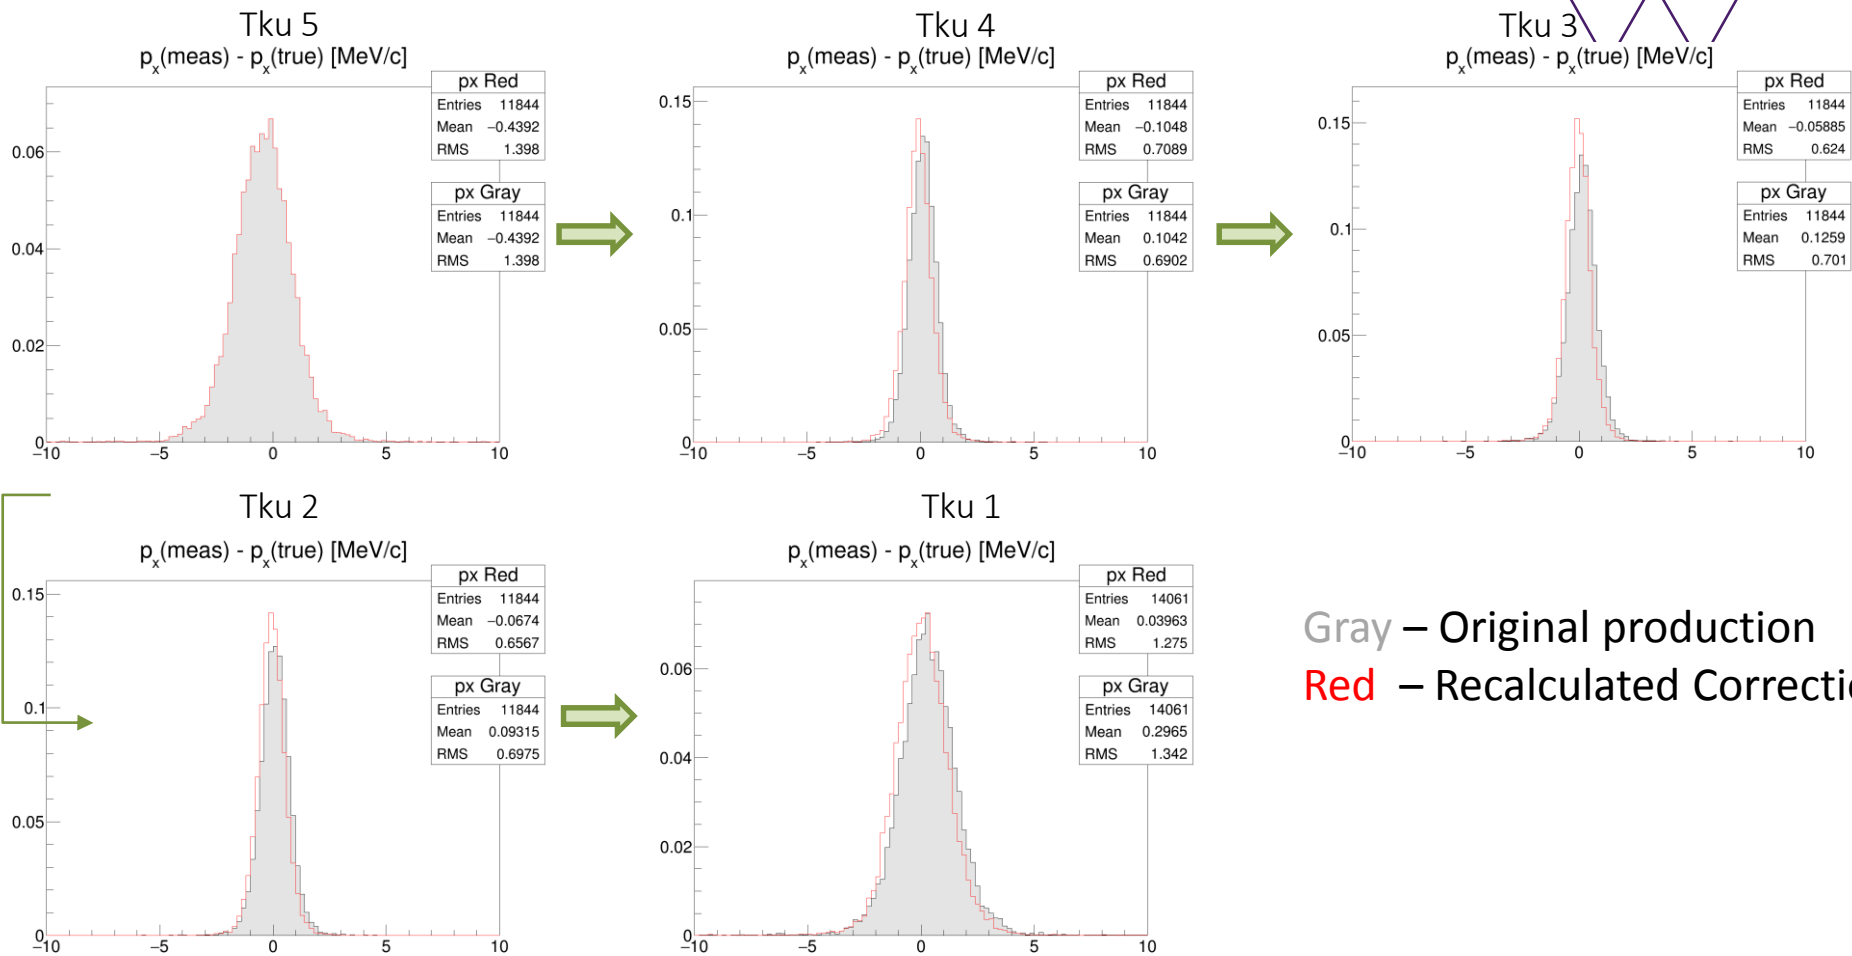 Tku 5
px(meas) - px(true) [MeV/c]
px Red
Entries 11844
Mean −0.4392
RMS 1.398
px Gray
Entries 11844
Mean −0.4392
RMS 1.398
0.06
0.04
0.02
0
−10 −5 0 5 10
Tku 4
px(meas) - px(true) [MeV/c]
px Red
Entries 11844
Mean −0.1048
RMS 0.7089
px Gray
Entries 11844
Mean 0.1042
RMS 0.6902
0.15
0.1
0.05
0
−10 −5 0 5 10
Tku 3
px(meas) - px(true) [MeV/c]
px Red
Entries 11844
Mean −0.05885
RMS 0.624
px Gray
Entries 11844
Mean 0.1259
RMS 0.701
0.15
0.1
0.05
0
−10 −5 0 5 10
Tku 2
px(meas) - px(true) [MeV/c]
px Red
Entries 11844
Mean −0.0674
RMS 0.6567
px Gray
Entries 11844
Mean 0.09315
RMS 0.6975
0.15
0.1
0.05
0
−10 −5 0 5 10
Tku 1
px(meas) - px(true) [MeV/c]
px Red
Entries 14061
Mean 0.03963
RMS 1.275
px Gray
Entries 14061
Mean 0.2965
RMS 1.342
0.06
0.04
0.02
0
−10 −5 0 5 10
Gray – Original production
Red – Recalculated Correcti